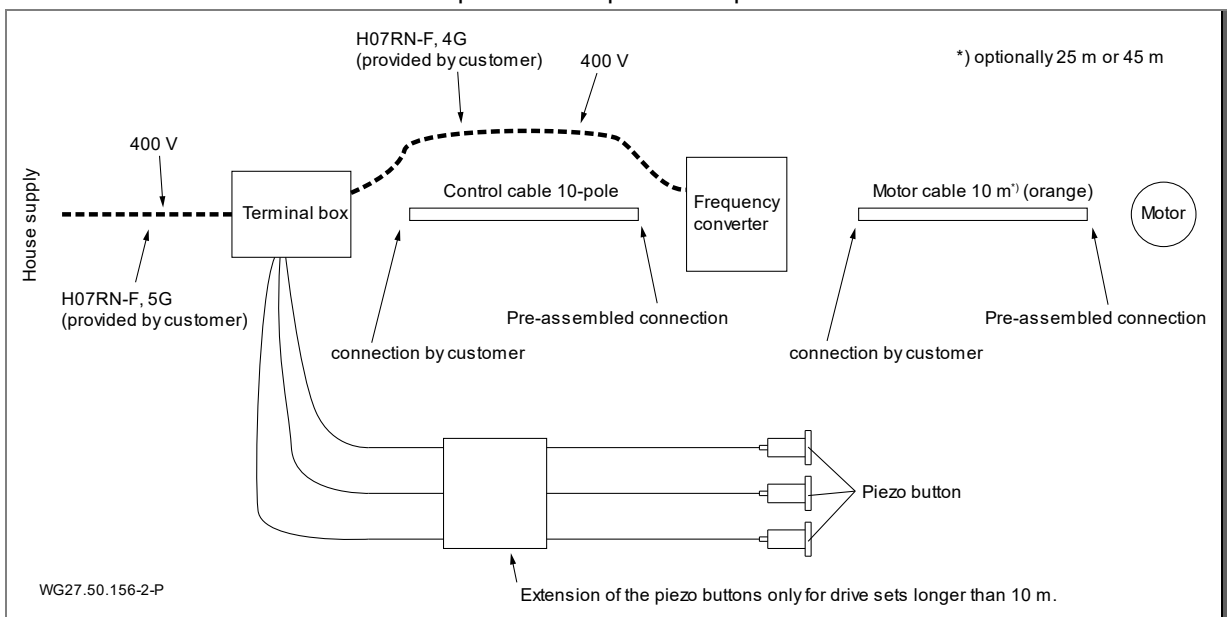 H07RN-F, 4G
(provided by customer)
400 V
*) optionally 25 m or 45 m
400 V
House supply
Terminal box
Control cable 10-pole
Frequency
converter
Motor cable 10 m*) (orange)
Motor
H07RN-F, 5G
(provided by customer)
Pre-assembled connection
Pre-assembled connection
connection by customer
connection by customer
Piezo button
WG27.50.156-2-P
Extension of the piezo buttons only for drive sets longer than 10 m.